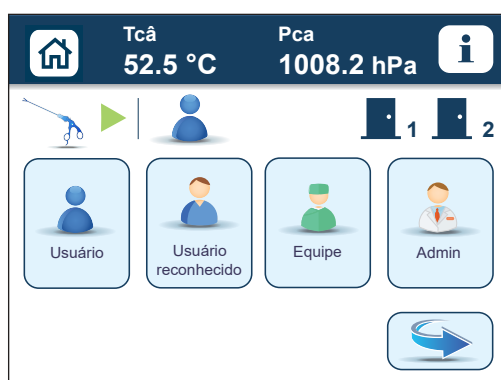 Tcâ Pca
52.5 °C 1008.2 hPa
i
1 2
Usuário
Usuário
reconhecido
Equipe
Admin